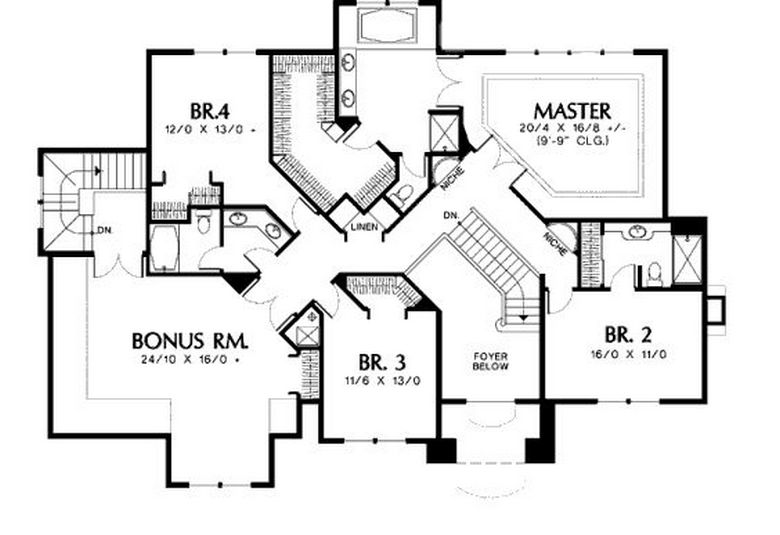 BR.4
12/0 X 13/0 +
MASTER
20/4 X 16/8 +/-
(9'-9" CLG.)
NICHE
DN.
LINEN
DN.
NICHE
BONUS RM.
24/10 X 16/0 +
BR. 3
11/6 X 13/0
FOYER
BELOW
BR. 2
16/0 X 11/0